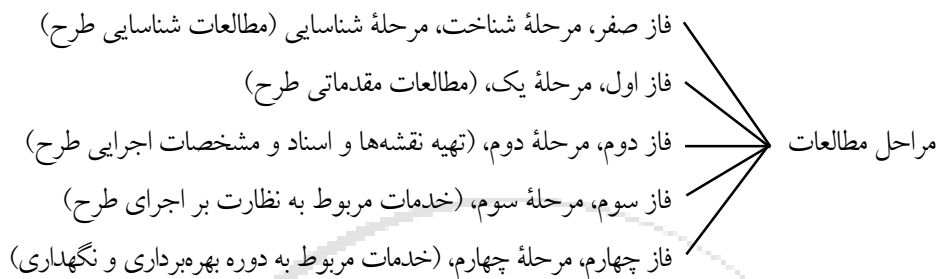 فاز صفر، مرحلهٔ شناخت، مرحلهٔ شناسایی (مطالعات شناسایی طرح)
فاز اول، مرحلهٔ یک، (مطالعات مقدماتی طرح)
مراحل مطالعات
فاز دوم، مرحلهٔ دوم، (تهیه نقشه‌ها و اسناد و مشخصات اجرایی طرح)
فاز سوم، مرحلهٔ سوم، (خدمات مربوط به نظارت بر اجرای طرح)
فاز چهارم، مرحلهٔ چهارم، (خدمات مربوط به دوره بهره‌برداری و نگهداری)